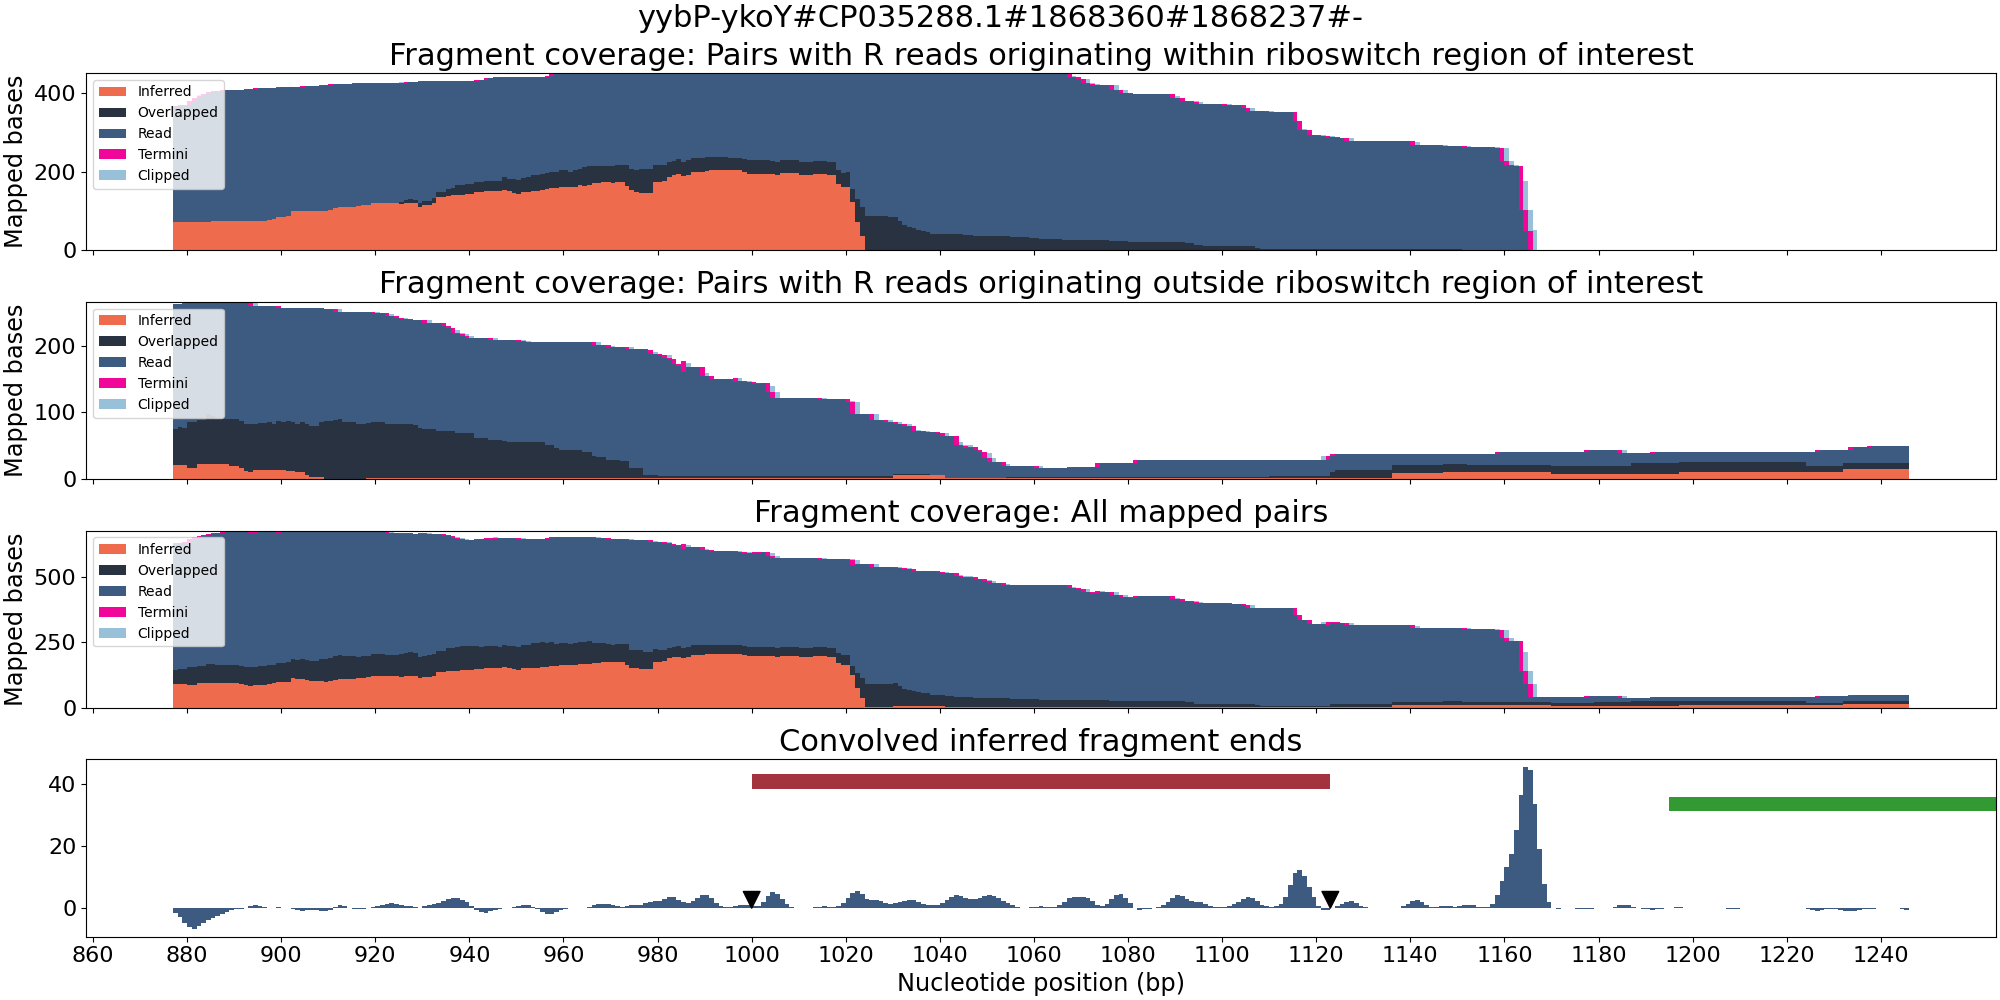 yybP-ykoY#CP035288.1#1868360#1868237#-
Fragment coverage: Pairs with R reads originating within riboswitch region of interest
Mapped bases
400
200
0
Inferred
Overlapped
Read
Termini
Clipped
Fragment coverage: Pairs with R reads originating outside riboswitch region of interest
Mapped bases
200
100
0
Inferred
Overlapped
Read
Termini
Clipped
Fragment coverage: All mapped pairs
Mapped bases
500
250
0
Inferred
Overlapped
Read
Termini
Clipped
Convolved inferred fragment ends
40
20
0
860 880 900 920 940 960 980 1000 1020 1040 1060 1080 1100 1120 1140 1160 1180 1200 1220 1240
Nucleotide position (bp)